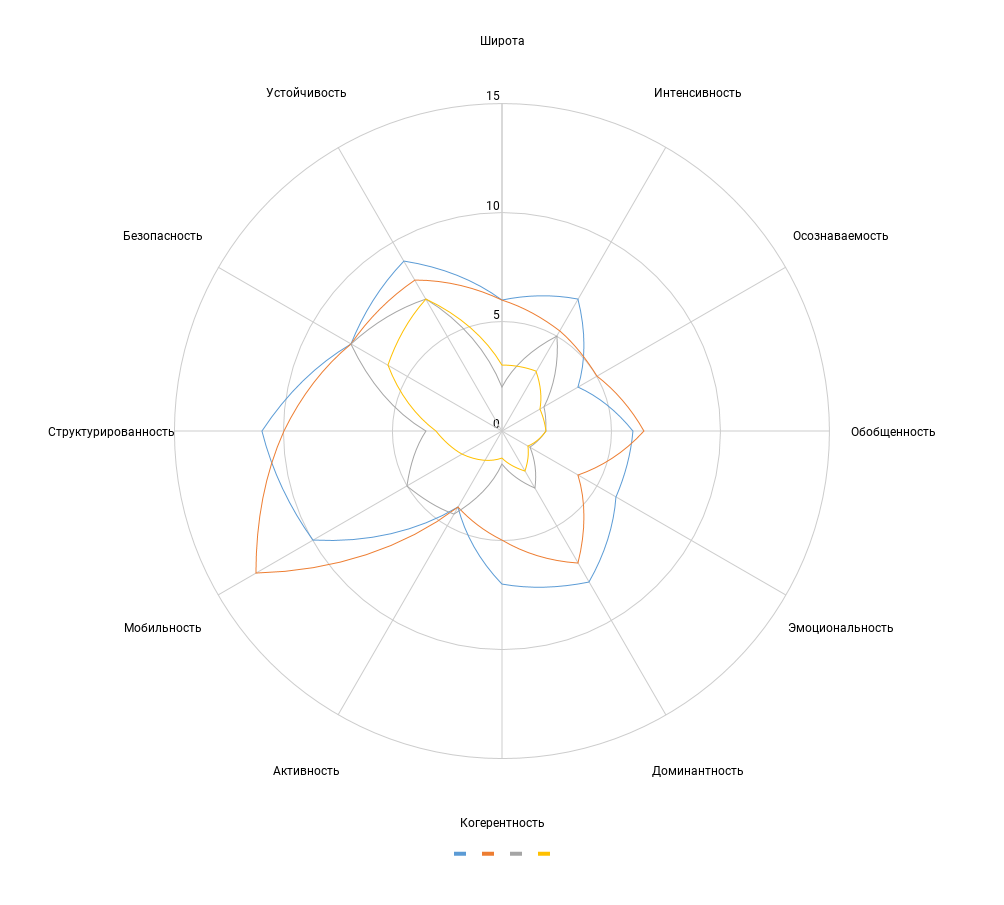 Широта
Устойчивость
Интенсивность
15
10
5
0
Безопасность
Осознаваемость
Структурированность
Обобщенность
Мобильность
Эмоциональность
Активность
Доминантность
Когерентность